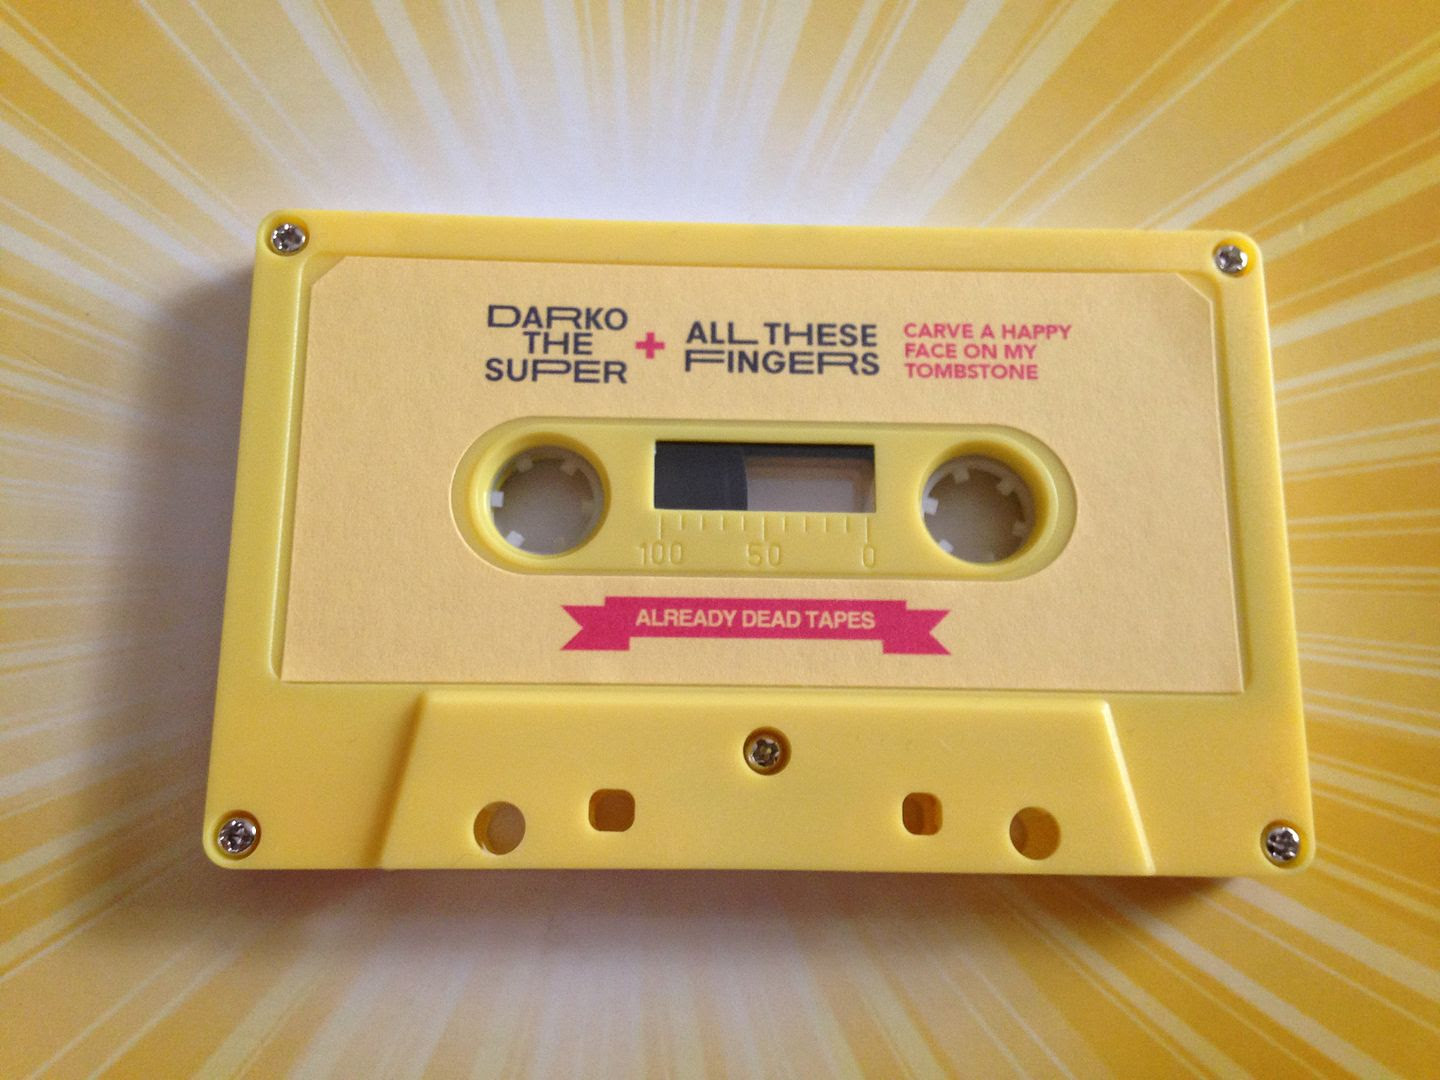 DARKO
THE
SUPER
+
ALL THESE
FINGERS
CARVE A HAPPY
FACE ON MY
TOMBSTONE
100 50 0
ALREADY DEAD TAPES